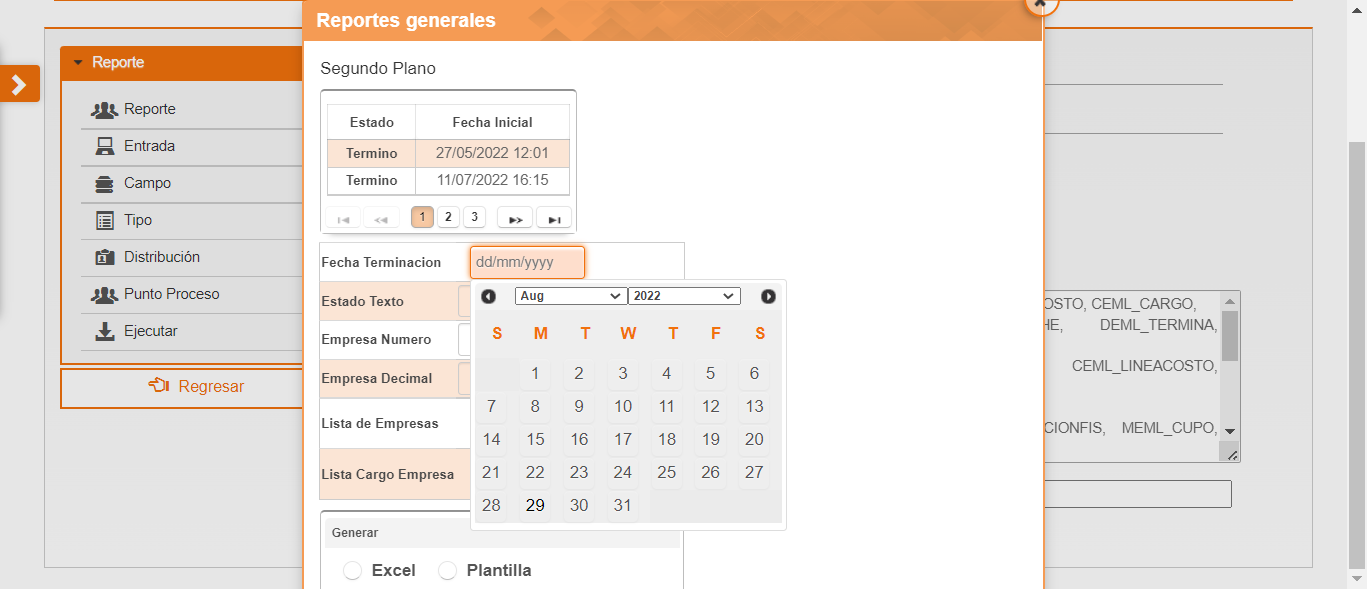 Reportes generales
Reporte
Reporte
Entrada
Campo
Tipo
Distribución
Punto Proceso
Ejecutar
Regresar
Segundo Plano
Estado Fecha Inicial
Termino 27/05/2022 12:01
Termino 11/07/2022 16:15
1 2 3
Fecha Terminacion dd/mm/yyyy
Estado Texto
Empresa Numero
Empresa Decimal
Lista de Empresas
Lista Cargo Empresa
Aug 2022
S M T W T F S
1 2 3 4 5 6
7 8 9 10 11 12 13
14 15 16 17 18 19 20
21 22 23 24 25 26 27
28 29 30 31
Generar
Excel Plantilla
OSTO, CEML_CARGO,
HE, DEML_TERMINA,
CEML_LINEACOSTO,
CIONFIS, MEML_CUPO,